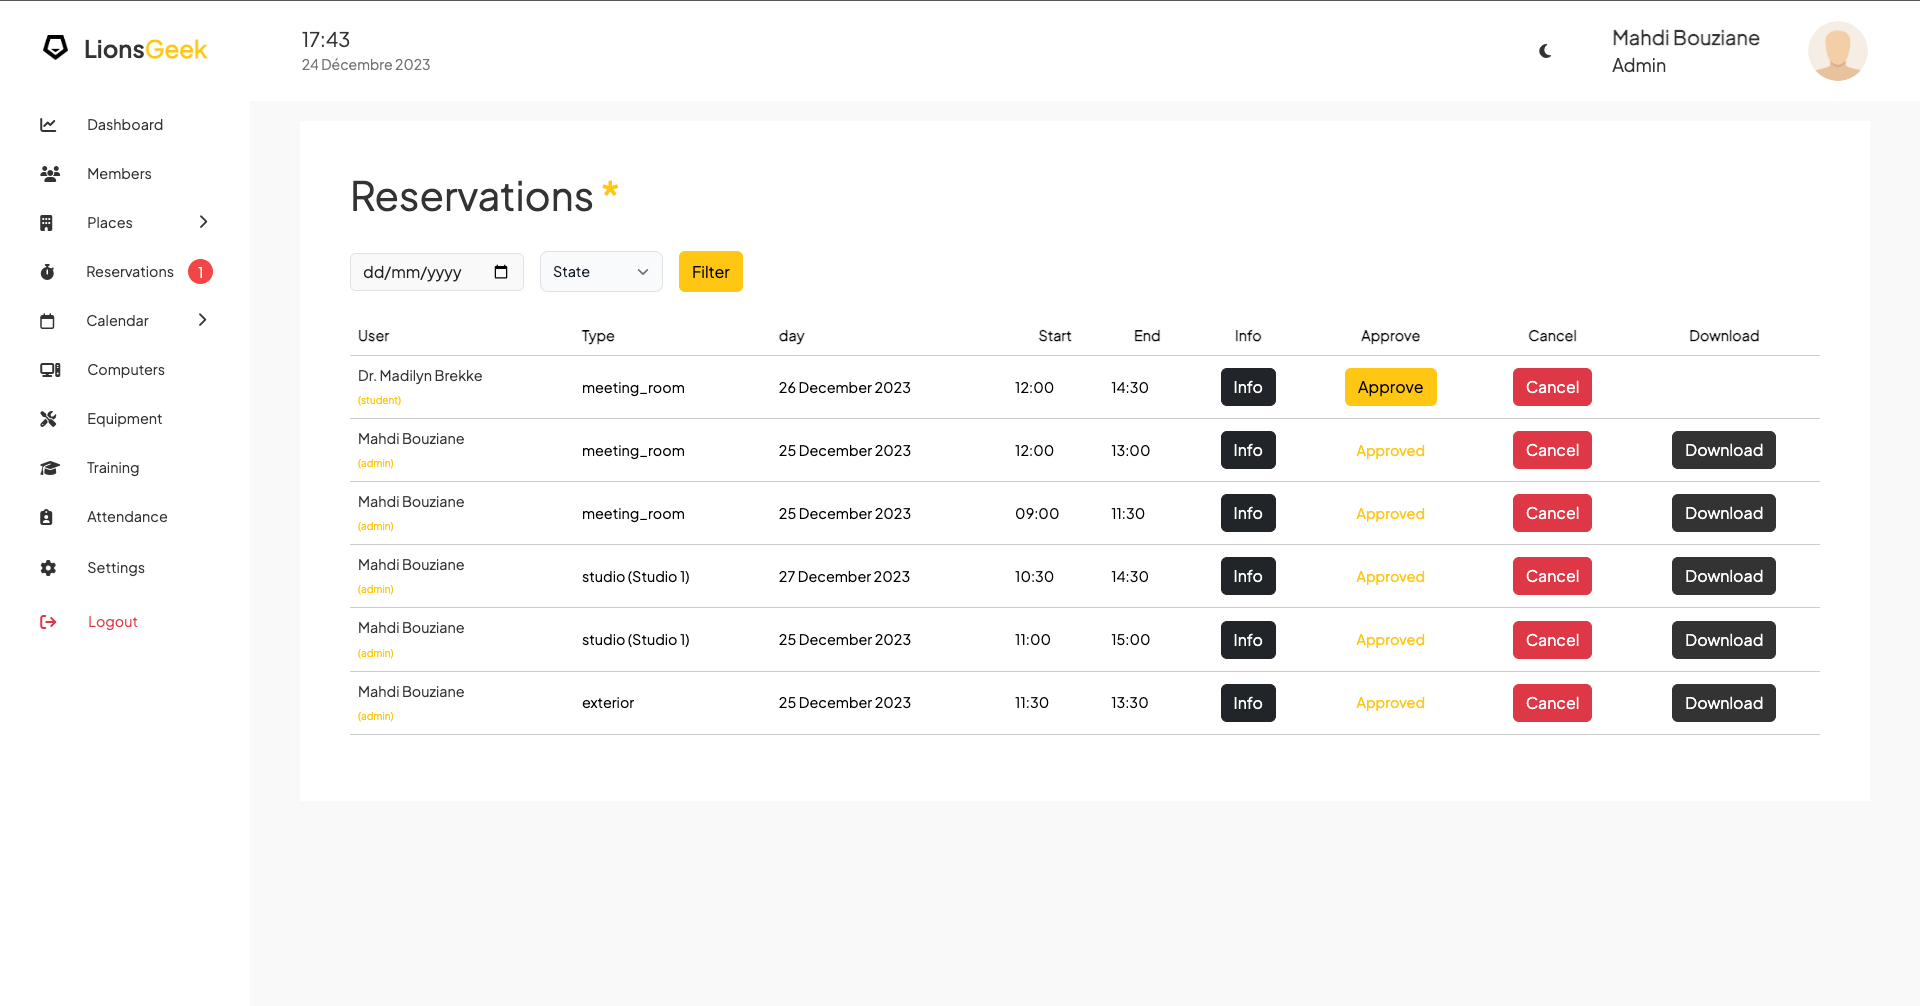 LionsGeek
17:43
24 Décembre 2023
Mahdi Bouziane
Admin
Dashboard
Members
Places
Reservations 1
Calendar
Computers
Equipment
Training
Attendance
Settings
Logout
Reservations *
dd/mm/yyyy State Filter
User Type day Start End Info Approve Cancel Download
Dr. Madilyn Brekke
(student)
meeting_room 26 December 2023 12:00 14:30 Info Approve Cancel
Mahdi Bouziane
(admin)
meeting_room 25 December 2023 12:00 13:00 Info Approved Cancel Download
Mahdi Bouziane
(admin)
meeting_room 25 December 2023 09:00 11:30 Info Approved Cancel Download
Mahdi Bouziane
(admin)
studio (Studio 1) 27 December 2023 10:30 14:30 Info Approved Cancel Download
Mahdi Bouziane
(admin)
studio (Studio 1) 25 December 2023 11:00 15:00 Info Approved Cancel Download
Mahdi Bouziane
(admin)
exterior 25 December 2023 11:30 13:30 Info Approved Cancel Download